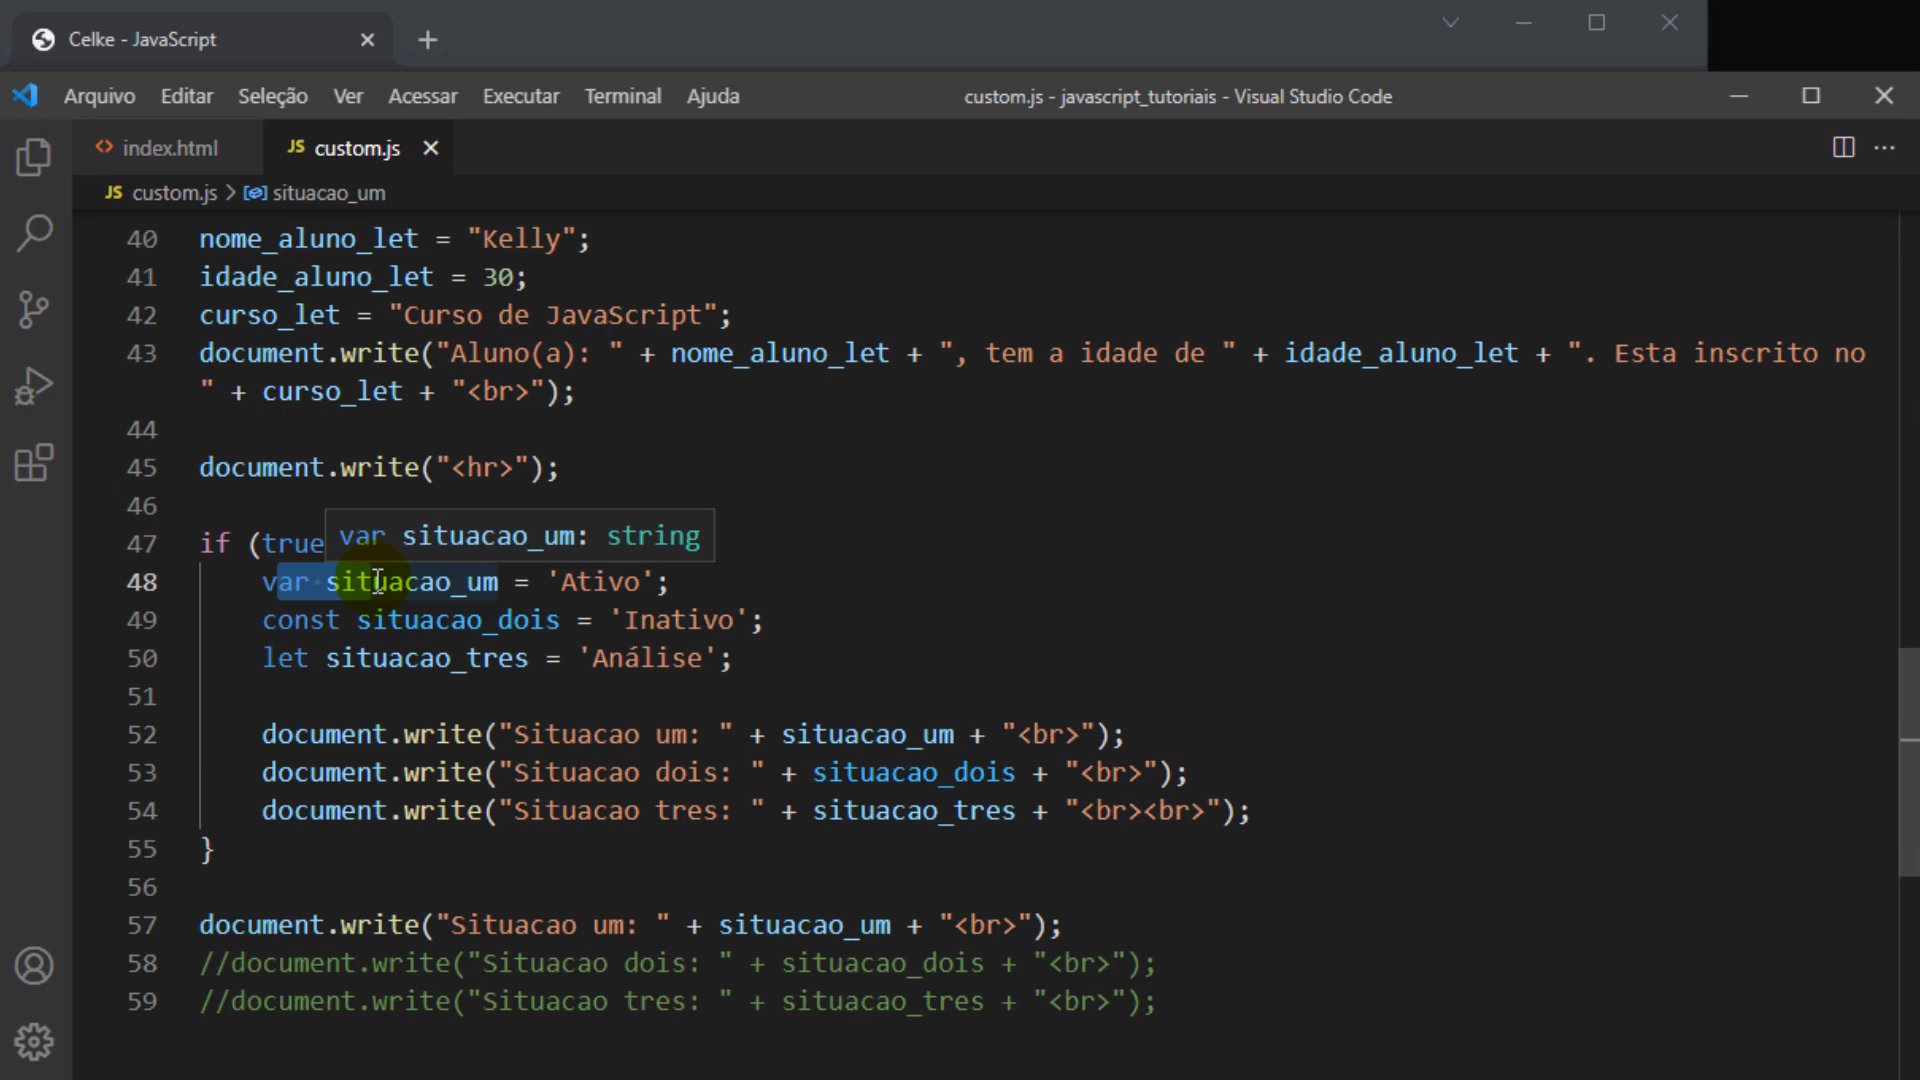 Celke - JavaScript
Arquivo Editar Seleção Ver Acessar Executar Terminal Ajuda custom.js - javascript_tutoriais - Visual Studio Code
<> index.html JS custom.js
JS custom.js > situacao_um
40 nome_aluno_let = "Kelly";
41 idade_aluno_let = 30;
42 curso_let = "Curso de JavaScript";
43 document.write("Aluno(a): " + nome_aluno_let + ", tem a idade de " + idade_aluno_let + ". Esta inscrito no
" + curso_let + "<br>");
44
45 document.write("<hr>");
46
var situacao_um: string
47 if (true
48 var situacao_um = 'Ativo';
49 const situacao_dois = 'Inativo';
50 let situacao_tres = 'Análise';
51
52 document.write("Situacao um: " + situacao_um + "<br>");
53 document.write("Situacao dois: " + situacao_dois + "<br>");
54 document.write("Situacao tres: " + situacao_tres + "<br><br>");
55 }
56
57 document.write("Situacao um: " + situacao_um + "<br>");
58 //document.write("Situacao dois: " + situacao_dois + "<br>");
59 //document.write("Situacao tres: " + situacao_tres + "<br>");